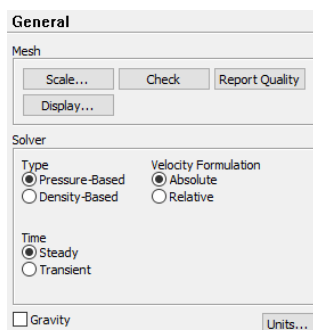 General
Mesh
Scale... Check Report Quality
Display...
Solver
Type Velocity Formulation
Pressure-Based Absolute
Density-Based Relative
Time
Steady
Transient
Gravity Units...